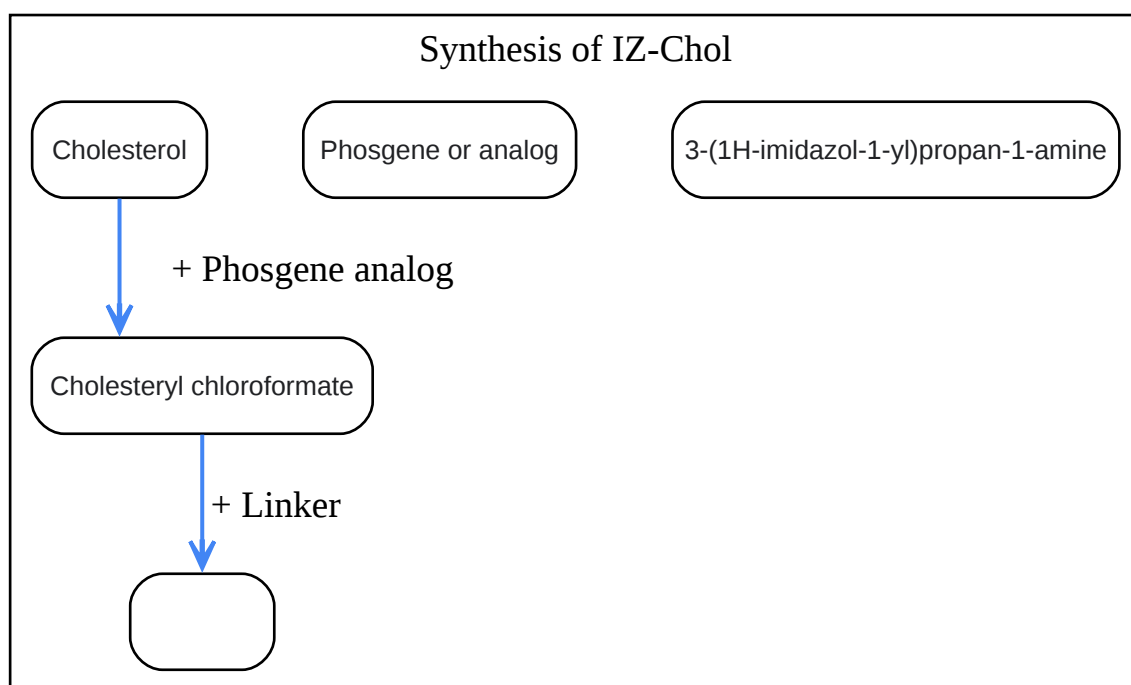 Synthesis of IZ-Chol
Cholesterol
Phosgene or analog
3-(1H-imidazol-1-yl)propan-1-amine
+ Phosgene analog
Cholesteryl chloroformate
+ Linker